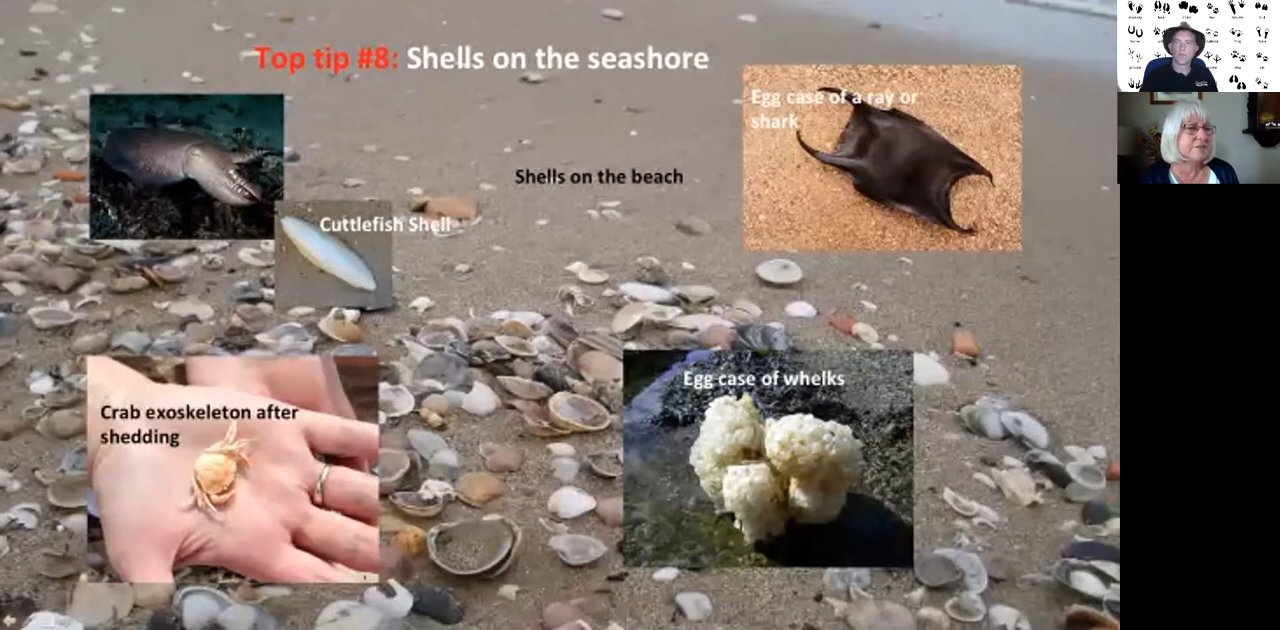 Top tip #8: Shells on the seashore
Egg case of a ray or
shark
Shells on the beach
Cuttlefish Shell
Egg case of whelks
Crab exoskeleton after
shedding